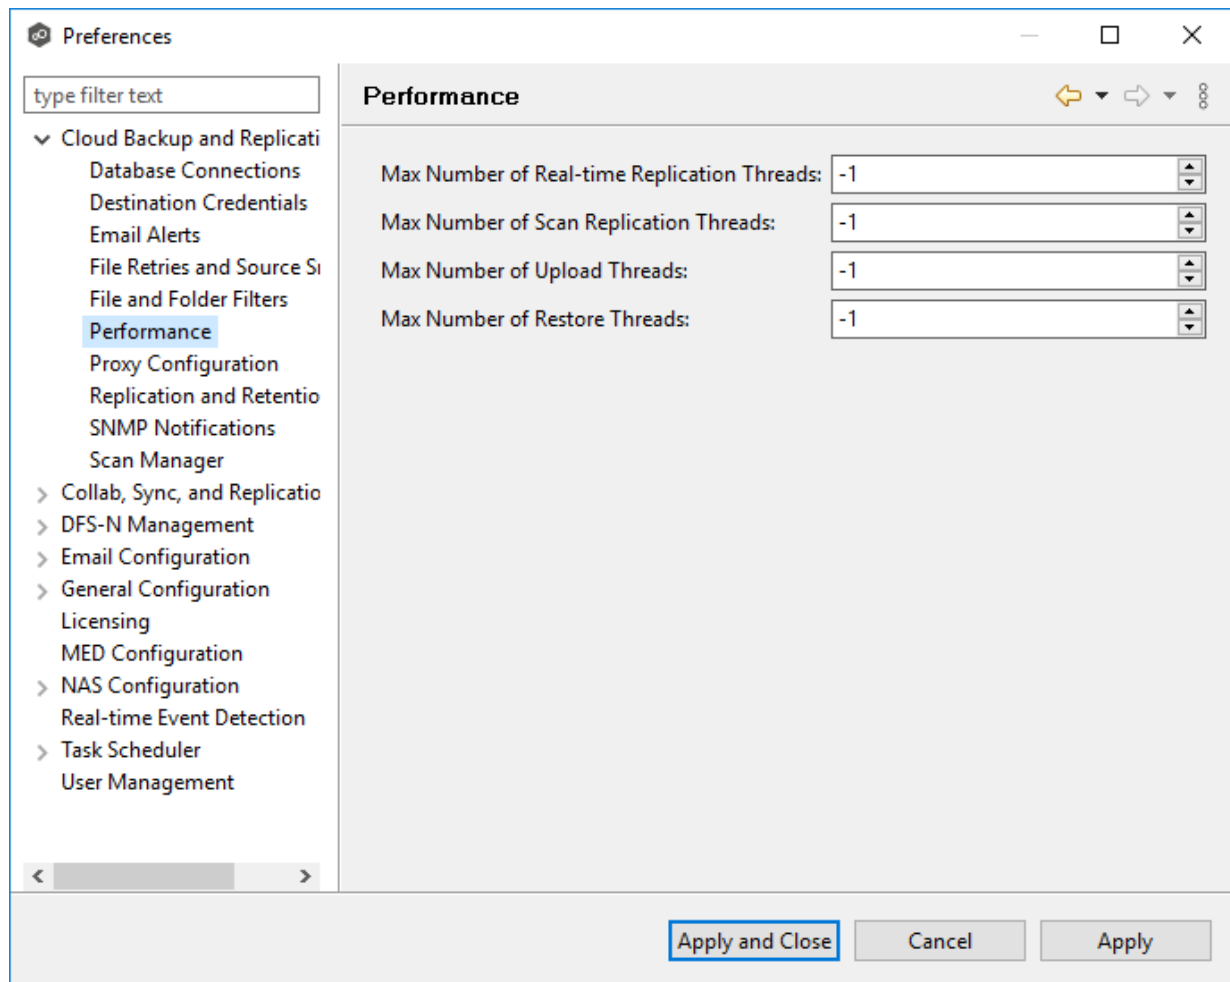 Preferences
type filter text
Cloud Backup and Replicati
Database Connections
Destination Credentials
Email Alerts
File Retries and Source Sn
File and Folder Filters
Performance
Proxy Configuration
Replication and Retentio
SNMP Notifications
Scan Manager
Collab, Sync, and Replicatio
DFS-N Management
Email Configuration
General Configuration
Licensing
MED Configuration
NAS Configuration
Real-time Event Detection
Task Scheduler
User Management
Performance
Max Number of Real-time Replication Threads: -1
Max Number of Scan Replication Threads: -1
Max Number of Upload Threads: -1
Max Number of Restore Threads: -1
Apply and Close Cancel Apply